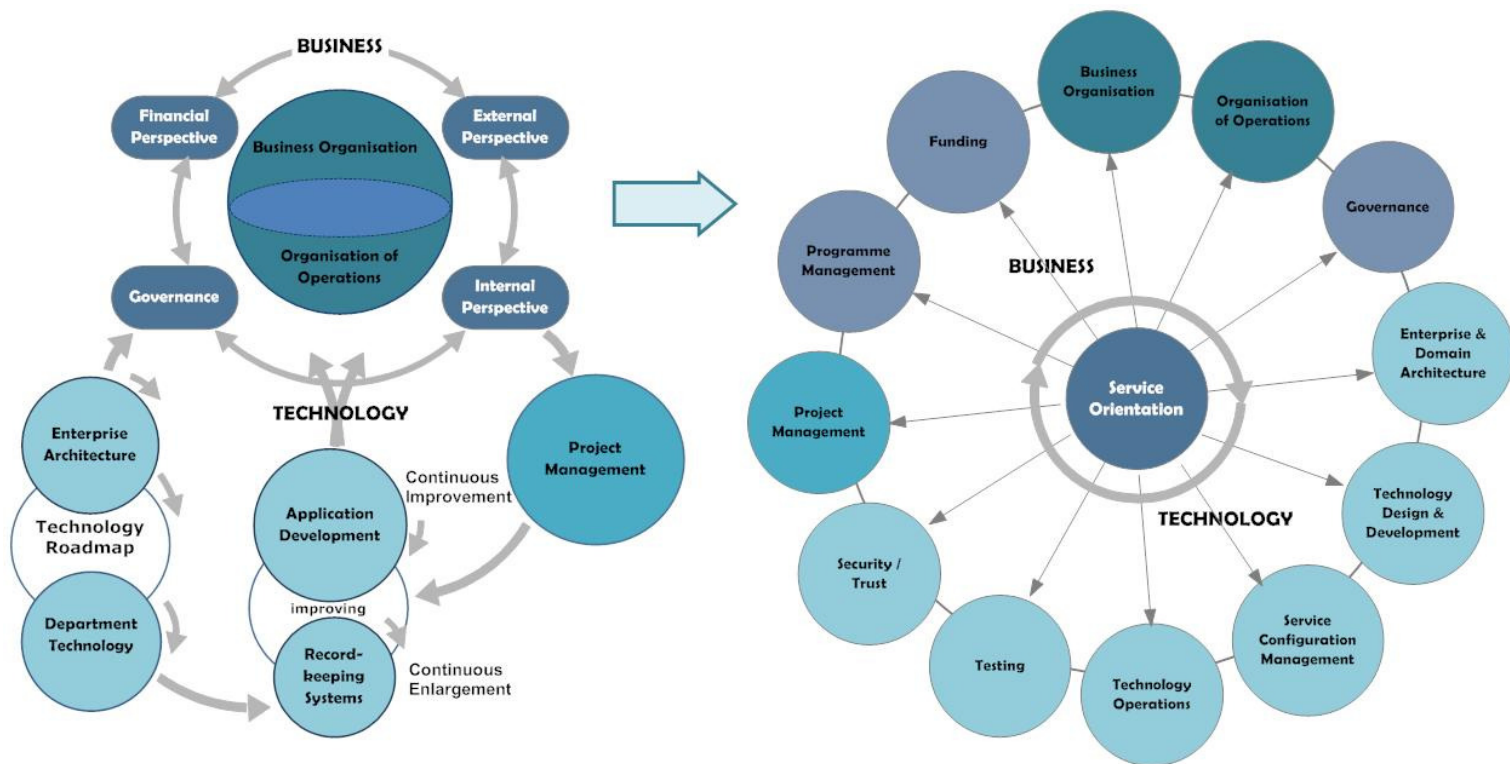 BUSINESS
Financial
Perspective
External
Perspective
Business Organisation
Organisation of
Operations
Governance
Internal
Perspective
TECHNOLOGY
Enterprise
Architecture
Technology
Roadmap
Department
Technology
Application
Development
Continuous
Improvement
improving
Record-
keeping
Systems
Continuous
Enlargement
Project
Management
BUSINESS
Service
Orientation
TECHNOLOGY
Business
Organisation
Organisation
of Operations
Governance
Enterprise &
Domain
Architecture
Technology
Design &
Development
Service
Configuration
Management
Technology
Operations
Testing
Security /
Trust
Project
Management
Programme
Management
Funding